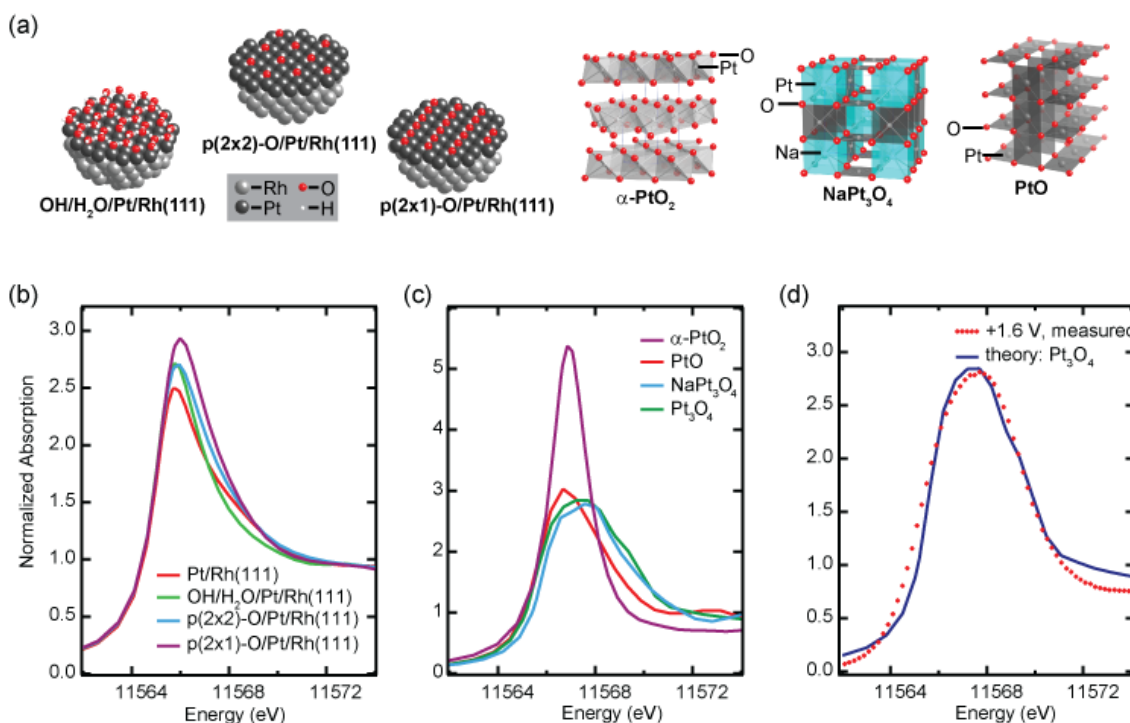 (a)
p(2x2)-O/Pt/Rh(111)
OH/H₂O/Pt/Rh(111)
Rh
O
Pt
H
p(2x1)-O/Pt/Rh(111)
O
Pt
α-PtO₂
Pt
O
Na
NaPt₃O₄
O
Pt
PtO
(b)
Normalized Absorption
3.0
2.5
2.0
1.5
1.0
0.5
0.0
Pt/Rh(111)
OH/H₂O/Pt/Rh(111)
p(2x2)-O/Pt/Rh(111)
p(2x1)-O/Pt/Rh(111)
11564
11568
11572
Energy (eV)
(c)
5
4
3
2
1
0
α-PtO₂
PtO
NaPt₃O₄
Pt₃O₄
11564
11568
11572
Energy (eV)
(d)
3.0
2.5
2.0
1.5
1.0
0.5
0.0
+1.6 V, measured
theory: Pt₃O₄
11564
11568
11572
Energy (eV)